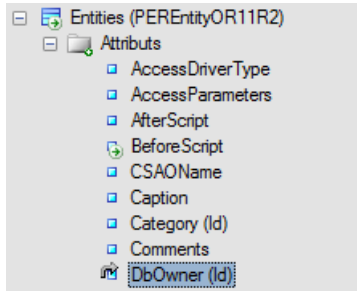 Entities (PEREntityOR11R2)
Attributs
AccessDriverType
AccessParameters
AfterScript
BeforeScript
CSAOName
Caption
Category (Id)
Comments
DbOwner (Id)